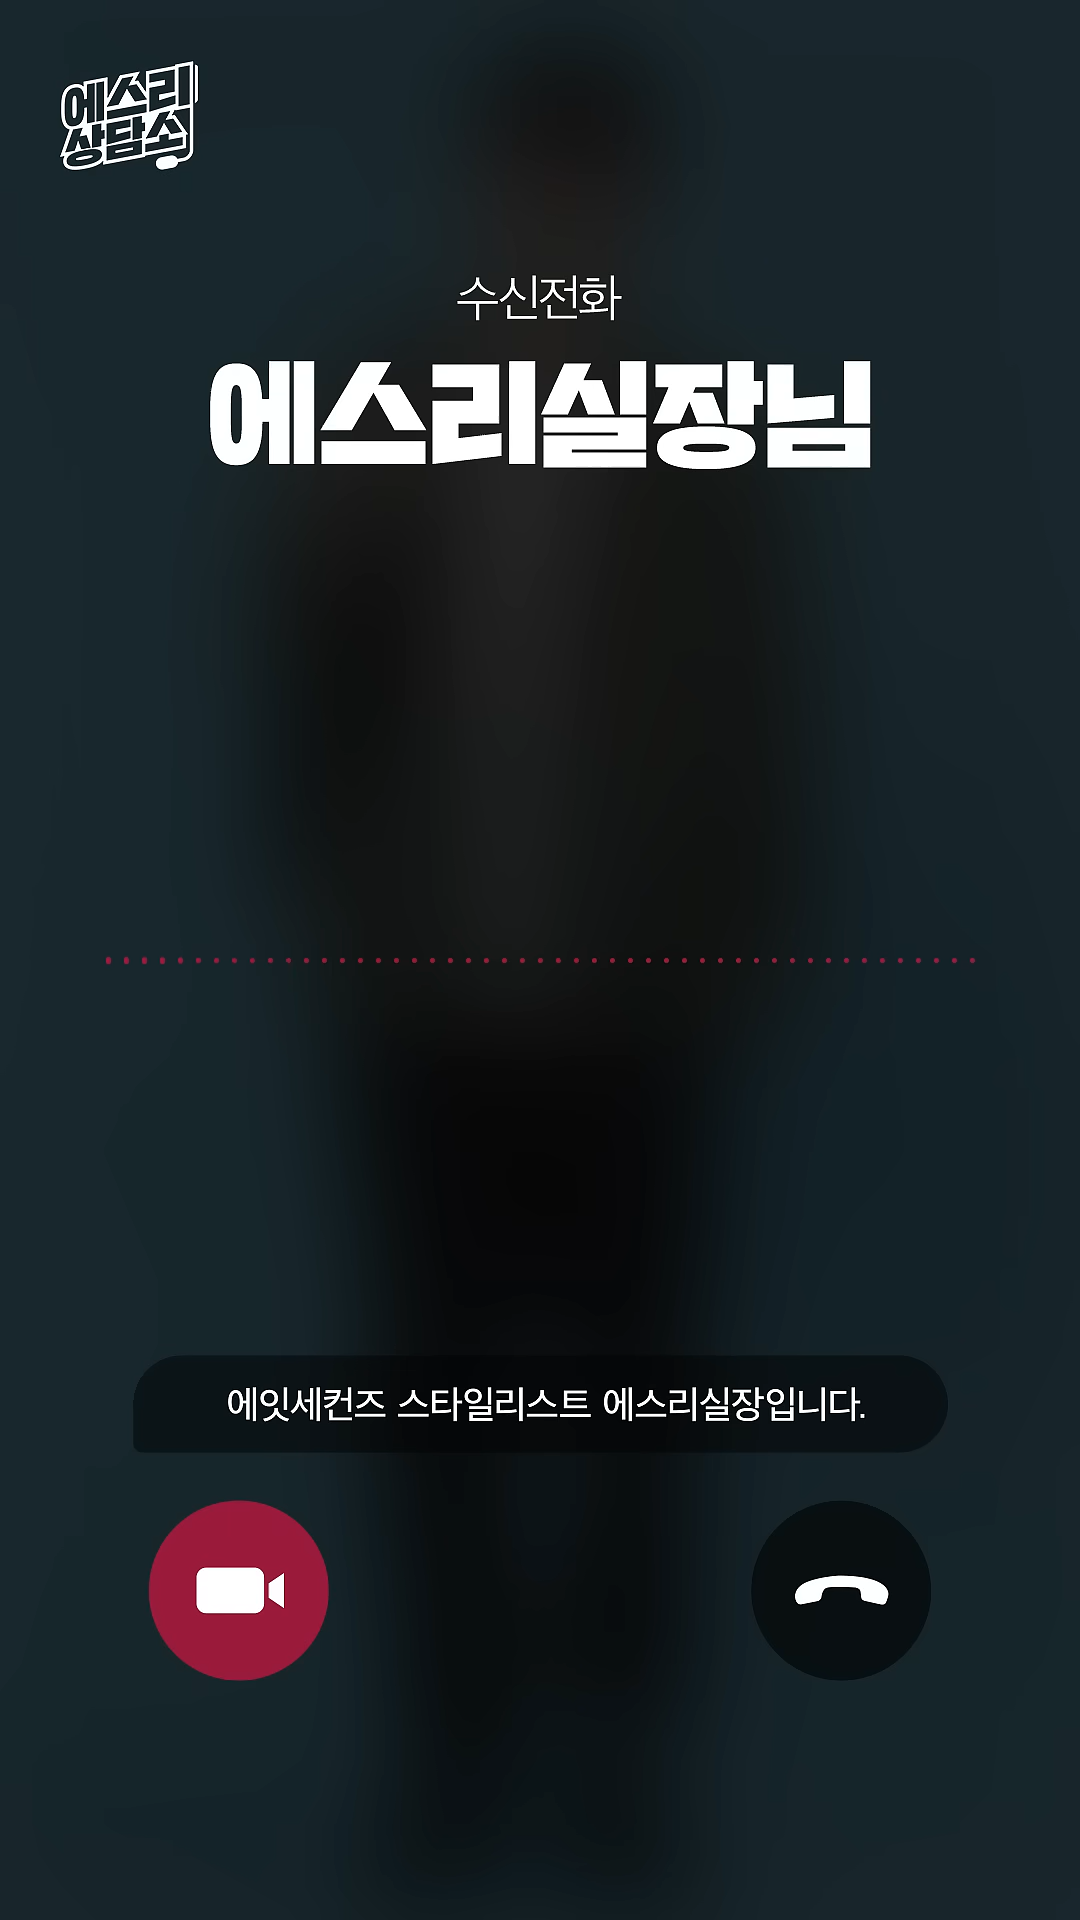 에스리
상담소
수신전화
에스리실장님
에잇세컨즈 스타일리스트 에스리실장입니다.